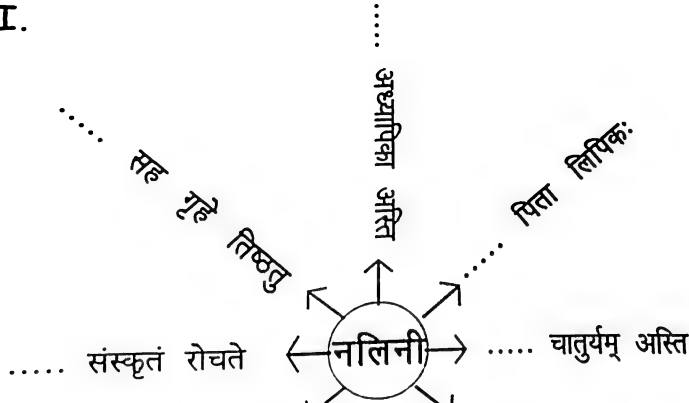 I.
..... अध्यापिका अस्ति
..... सह गृहे तिष्ठतु
..... पिता लिपिकः
..... संस्कृतं रोचते
नलिनी
..... चातुर्यम् अस्ति